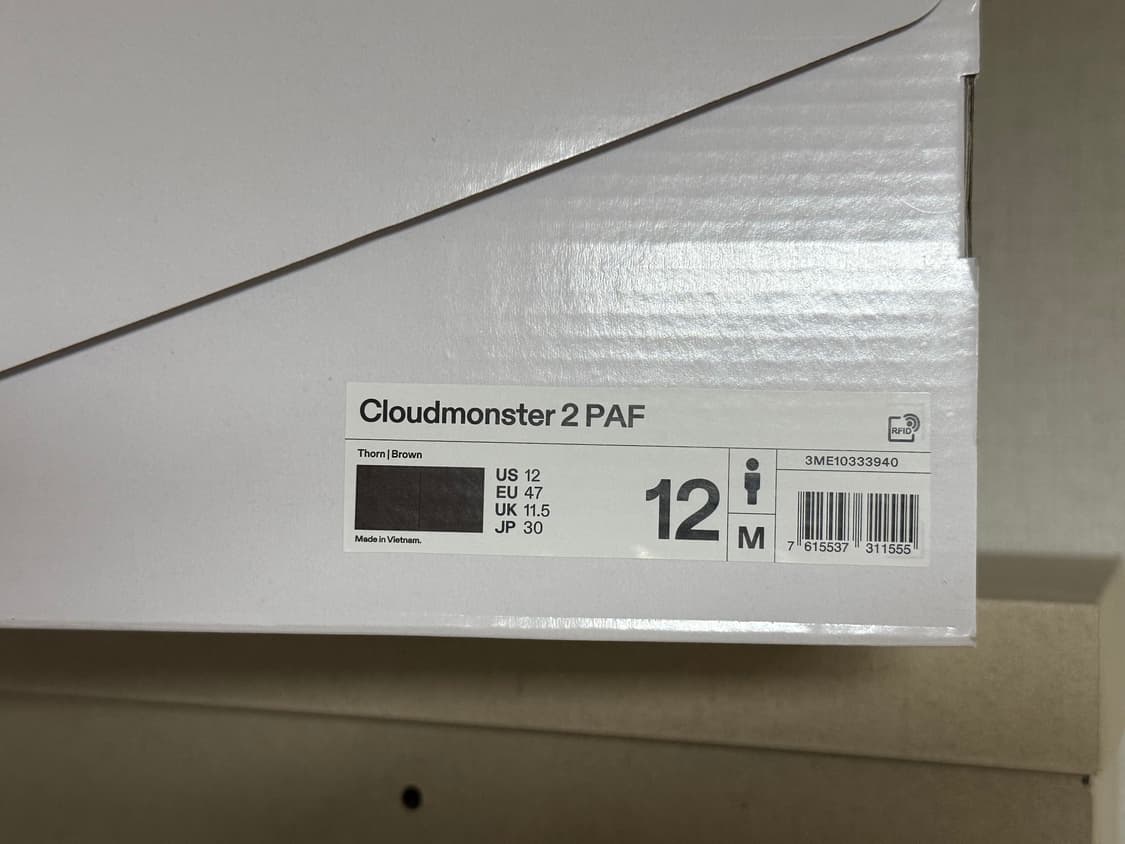 Cloudmonster 2 PAF
RFID
Thorn | Brown
US 12
EU 47
UK 11.5
JP 30
Made in Vietnam.
12
M
3ME10333940
7 615537 311555